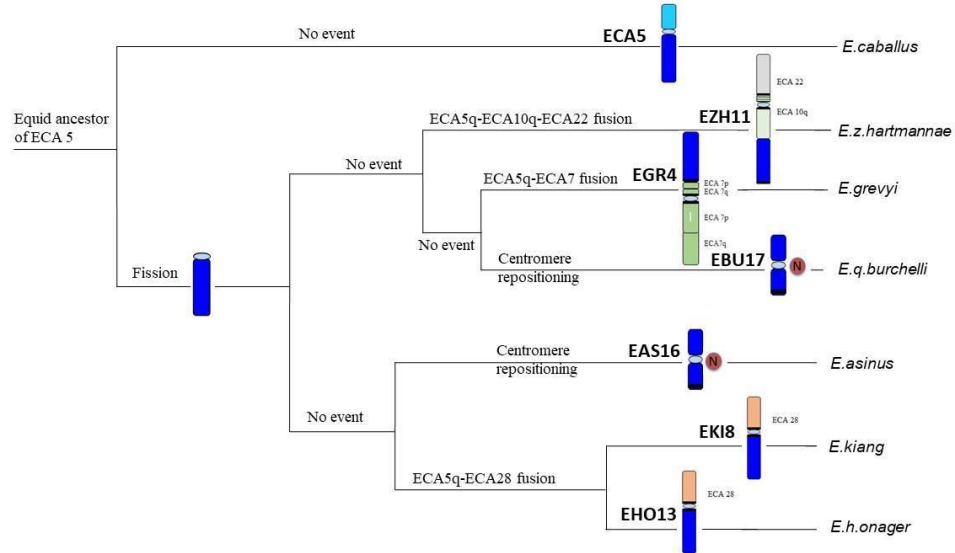 No event
ECA5
E.caballus
ECA 22
Equid ancestor
of ECA 5
ECA5q-ECA10q-ECA22 fusion
EZH11
ECA 10q
E.z.hartmannae
No event
ECA5q-ECA7 fusion
EGR4
ECA 7p
ECA 7q
E.grevyi
ECA 7p
No event
ECA7q
Fission
Centromere
repositioning
EBU17
N
E.q.burchelli
Centromere
repositioning
EAS16
N
E.asinus
No event
ECA 28
EKI8
E.kiang
ECA5q-ECA28 fusion
ECA 28
EHO13
E.h.onager